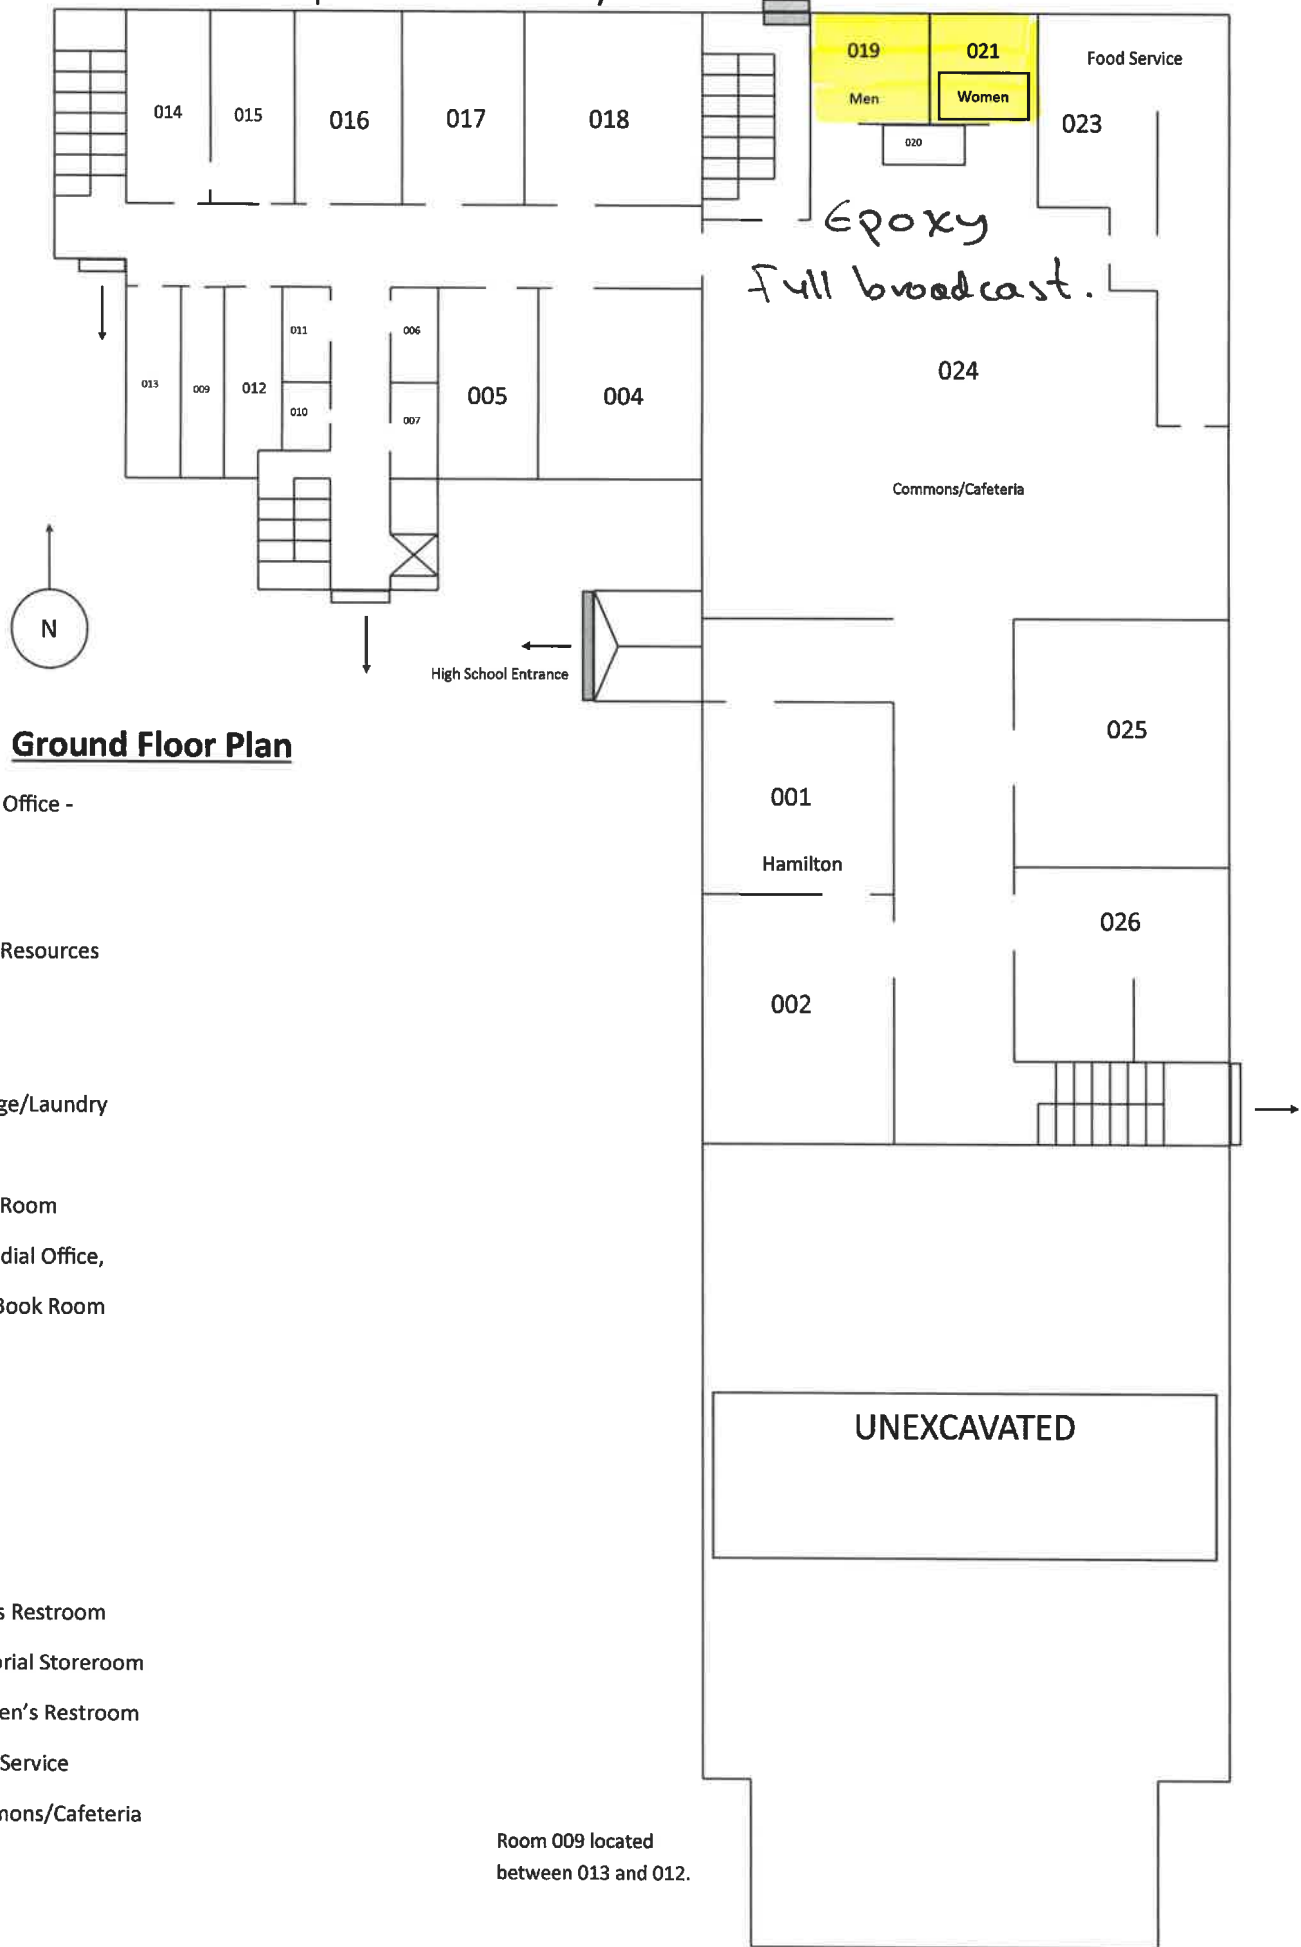 019
021
Food Service
014
015
016
017
018
Men
Women
023
020
Epoxy
Full broadcast.
011
006
024
013
009
012
005
004
010
007
Commons/Cafeteria
N
High School Entrance
Ground Floor Plan
025
Office -
001
Hamilton
026
Resources
002
ge/Laundry
Room
dial Office,
Book Room
UNEXCAVATED
s Restroom
orial Storeroom
en's Restroom
Service
mons/Cafeteria
Room 009 located
between 013 and 012.